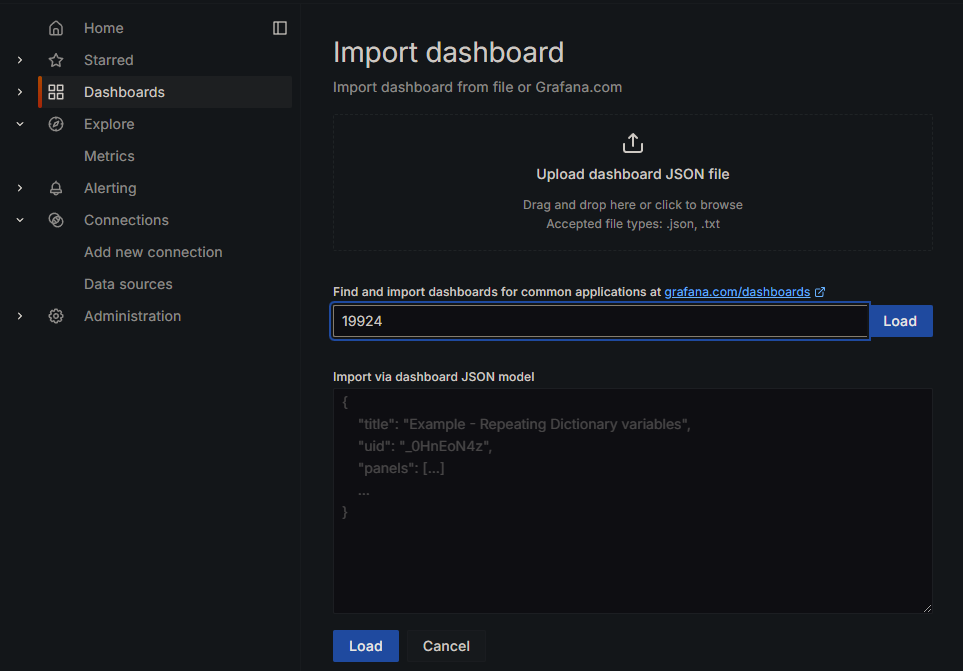 Home
Starred
Dashboards
Explore
Metrics
Alerting
Connections
Add new connection
Data sources
Administration
Import dashboard
Import dashboard from file or Grafana.com
Upload dashboard JSON file
Drag and drop here or click to browse
Accepted file types: .json, .txt
Find and import dashboards for common applications at grafana.com/dashboards
19924
Load
Import via dashboard JSON model
{
"title": "Example - Repeating Dictionary variables",
"uid": "_0HnEoN4z",
"panels": [...]
...
}
Load
Cancel